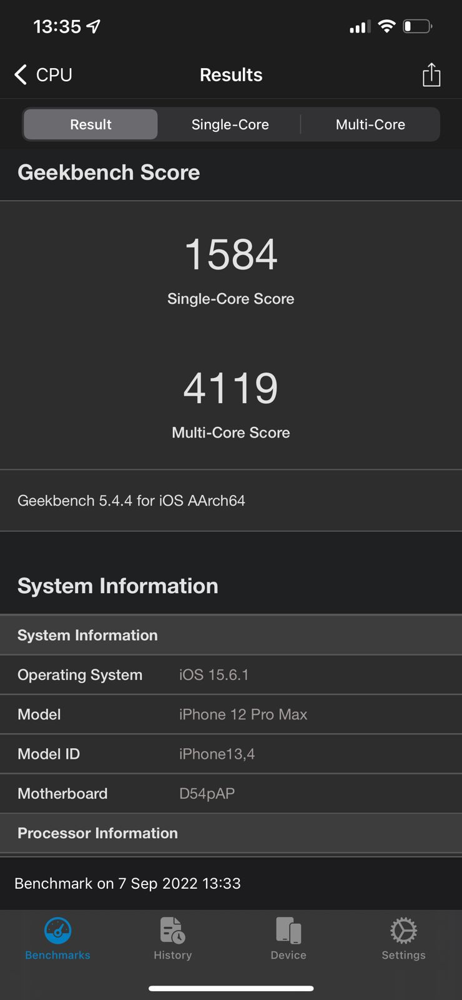 13:35
CPU
Results
Result
Single-Core
Multi-Core
Geekbench Score
1584
Single-Core Score
4119
Multi-Core Score
Geekbench 5.4.4 for iOS AArch64
System Information
System Information
Operating System iOS 15.6.1
Model iPhone 12 Pro Max
Model ID iPhone13,4
Motherboard D54pAP
Processor Information
Benchmark on 7 Sep 2022 13:33
Benchmarks
History
Device
Settings